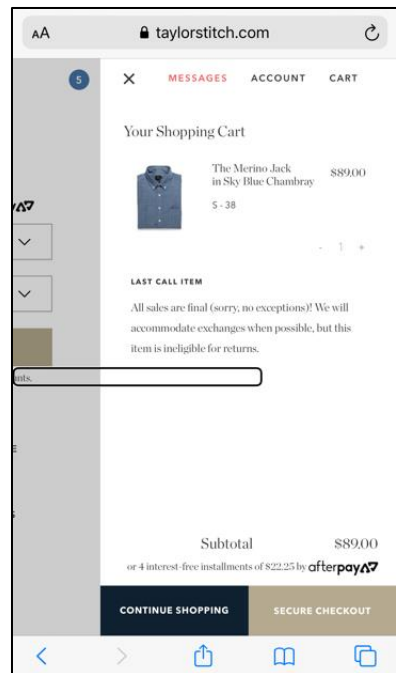 AA taylorstitch.com
5 MESSAGES ACCOUNT CART
Your Shopping Cart
The Merino Jack $89.00
in Sky Blue Chambray
S - 38
- 1 +
LAST CALL ITEM
All sales are final (sorry, no exceptions)! We will
accommodate exchanges when possible, but this
item is ineligible for returns.
Subtotal $89.00
or 4 interest-free installments of $22.25 by afterpay
CONTINUE SHOPPING SECURE CHECKOUT